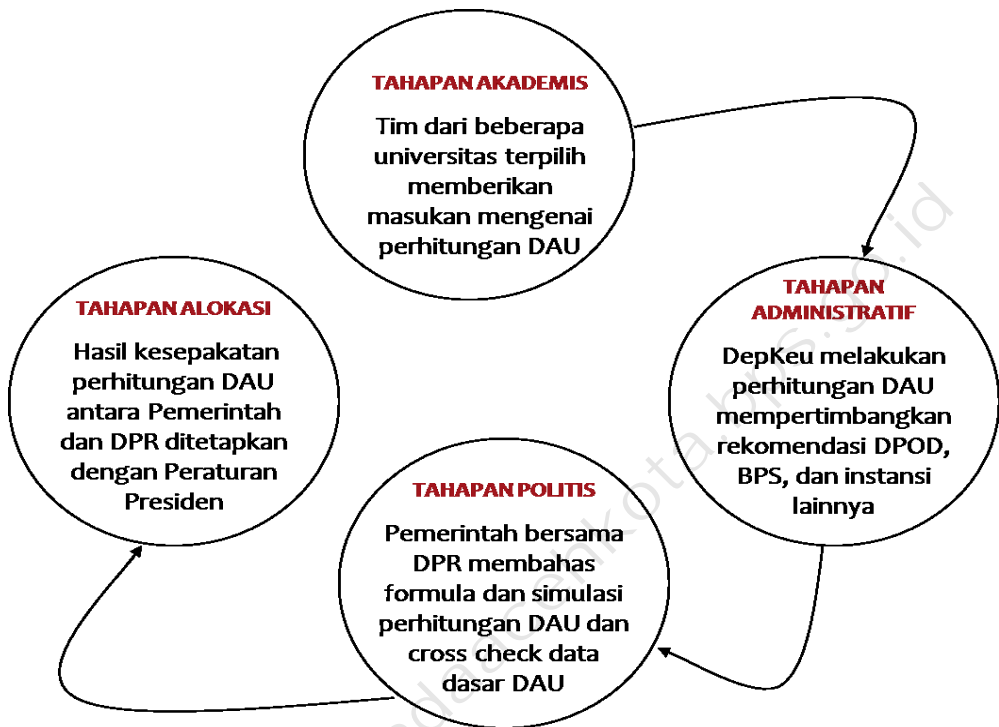 TAHAPAN AKADEMIS
Tim dari beberapa
universitas terpilih
memberikan
masukan mengenai
perhitungan DAU
TAHAPAN
ADMINISTRATIF
DepKeu melakukan
perhitungan DAU
mempertimbangkan
rekomendasi DPOD,
BPS, dan instansi
lainnya
TAHAPAN POLITIS
Pemerintah bersama
DPR membahas
formula dan simulasi
perhitungan DAU dan
cross check data
dasar DAU
TAHAPAN ALOKASI
Hasil kesepakatan
perhitungan DAU
antara Pemerintah
dan DPR ditetapkan
dengan Peraturan
Presiden